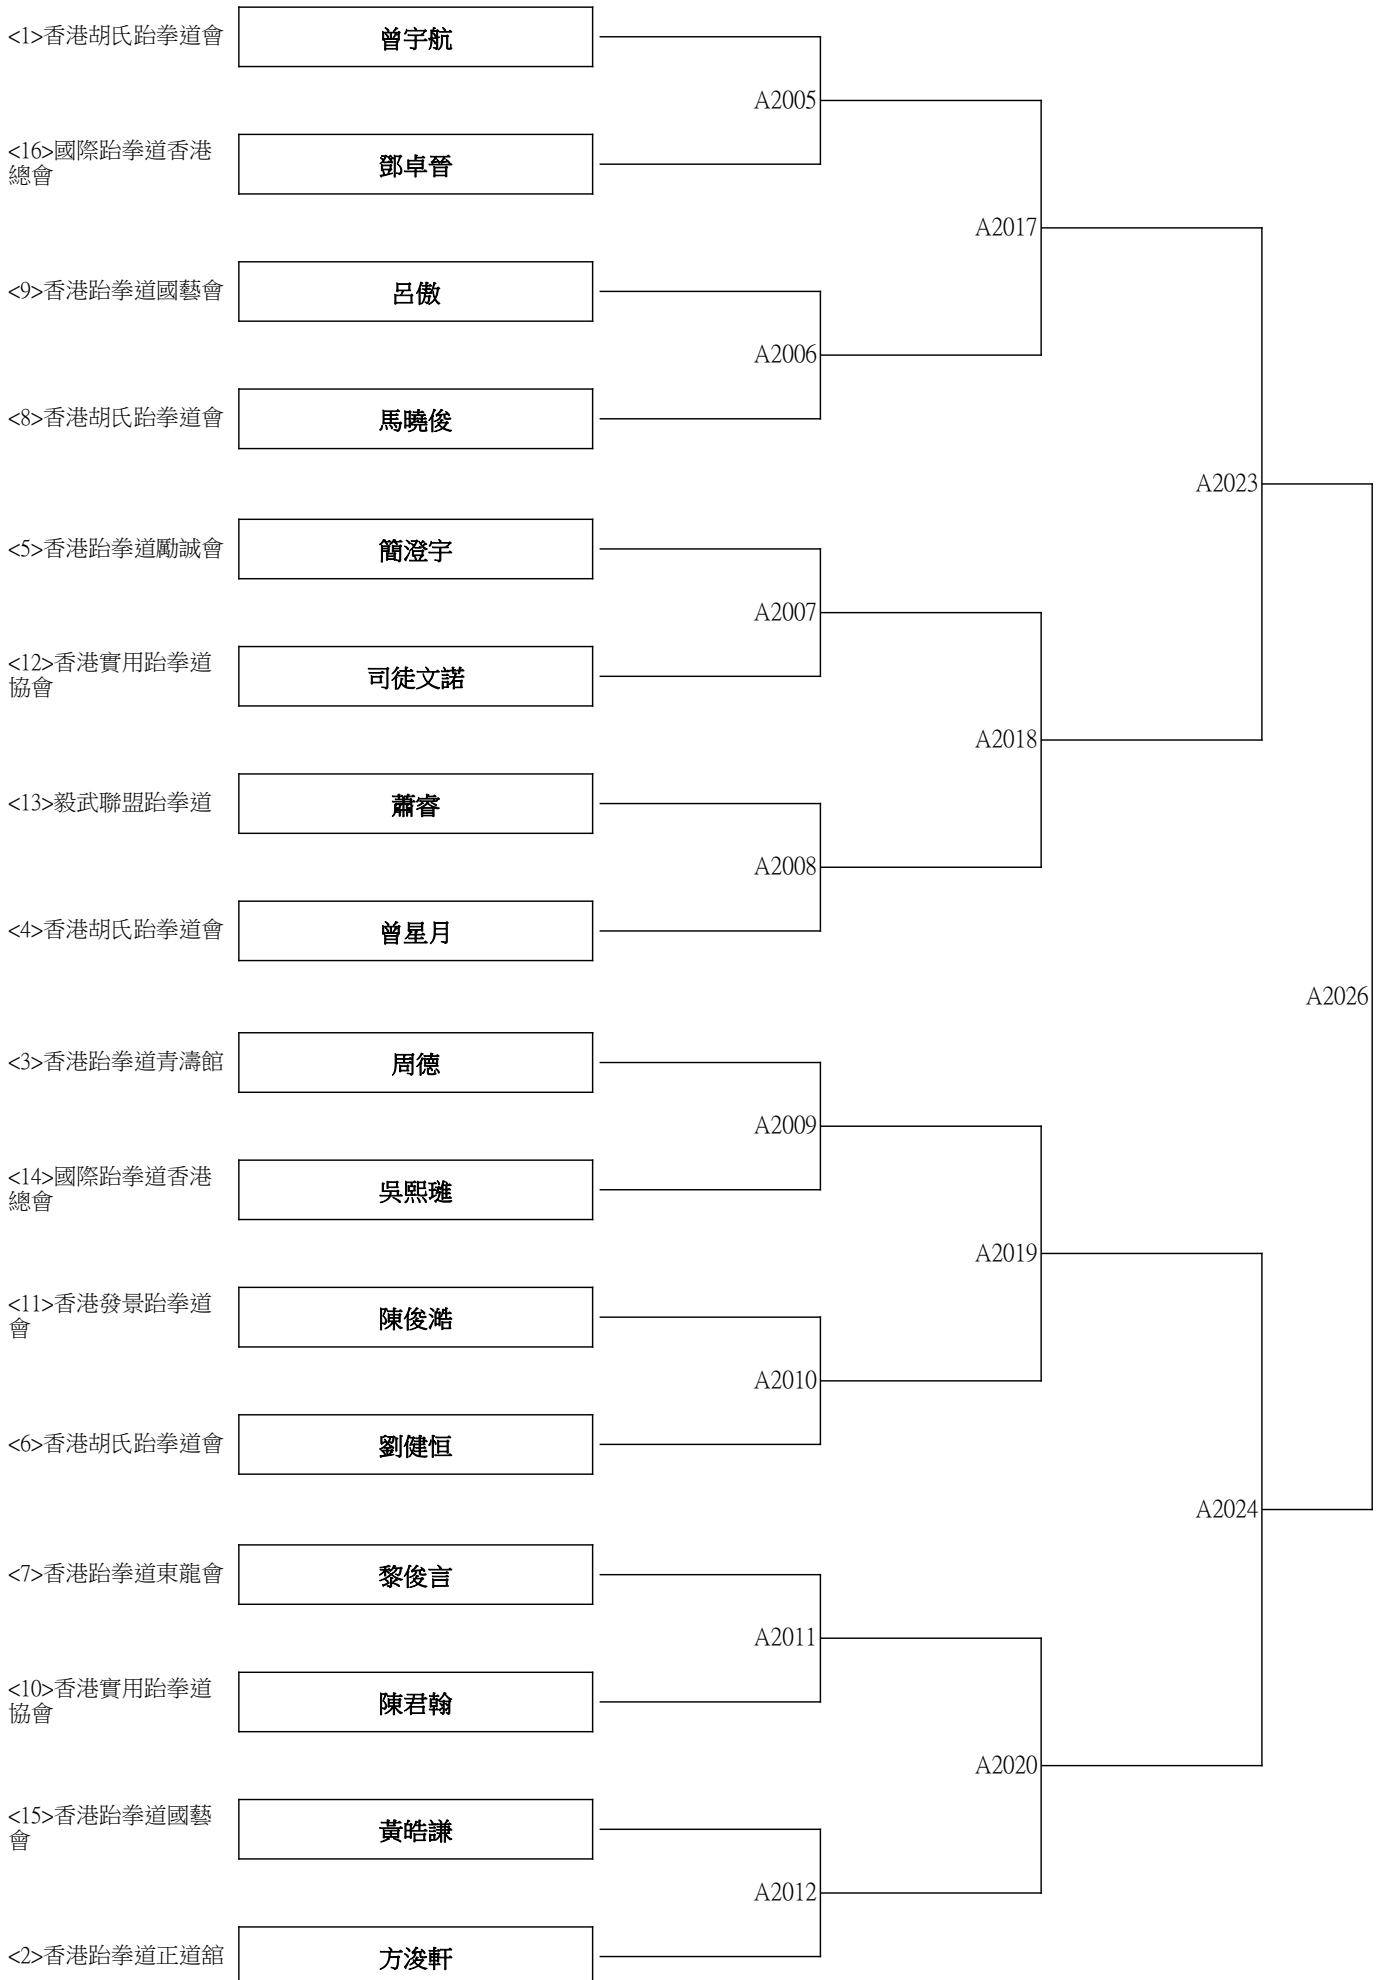 <1>香港胡氏跆拳道會
曾宇航
A2005
<16>國際跆拳道香港
總會
鄧卓晉
A2017
<9>香港跆拳道國藝會
呂傲
A2006
<8>香港胡氏跆拳道會
馬曉俊
A2023
<5>香港跆拳道勵誠會
簡澄宇
A2007
<12>香港實用跆拳道
協會
司徒文諾
A2018
<13>毅武聯盟跆拳道
蕭睿
A2008
<4>香港胡氏跆拳道會
曾星月
A2026
<3>香港跆拳道青濤館
周德
A2009
<14>國際跆拳道香港
總會
吳熙璡
A2019
<11>香港發景跆拳道
會
陳俊澔
A2010
<6>香港胡氏跆拳道會
劉健恒
A2024
<7>香港跆拳道東龍會
黎俊言
A2011
<10>香港實用跆拳道
協會
陳君翰
A2020
<15>香港跆拳道國藝
會
黃皓謙
A2012
<2>香港跆拳道正道舘
方浚軒